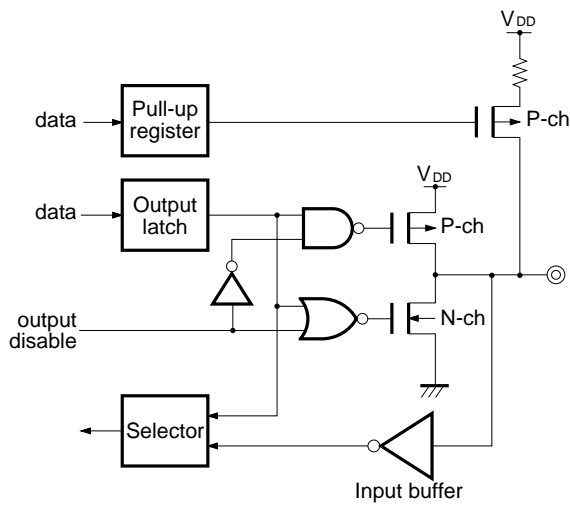 VDD
data
Pull-up
register
P-ch
VDD
data
Output
latch
P-ch
output
disable
N-ch
Selector
Input buffer